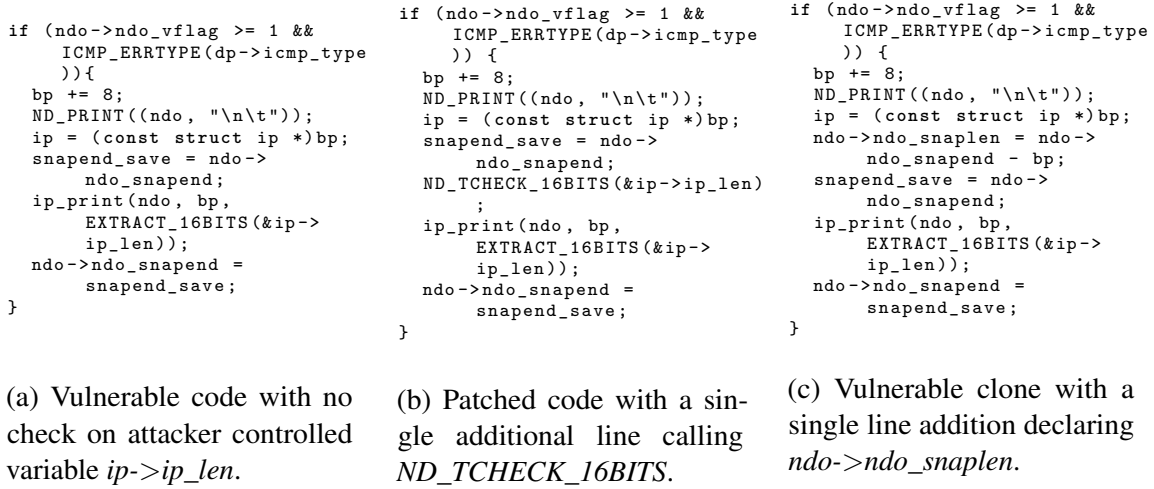 if (ndo->ndo_vflag >= 1 &&
ICMP_ERRTYPE(dp->icmp_type
)){
bp += 8;
ND_PRINT((ndo, "\n\t"));
ip = (const struct ip *)bp;
snapend_save = ndo->
ndo_snapend;
ip_print(ndo, bp,
EXTRACT_16BITS(&ip->
ip_len));
ndo->ndo_snapend =
snapend_save;
}
(a) Vulnerable code with no
check on attacker controlled
variable ip->ip_len.
if (ndo->ndo_vflag >= 1 &&
ICMP_ERRTYPE(dp->icmp_type
)) {
bp += 8;
ND_PRINT((ndo, "\n\t"));
ip = (const struct ip *)bp;
snapend_save = ndo->
ndo_snapend;
ND_TCHECK_16BITS(&ip->ip_len)
;
ip_print(ndo, bp,
EXTRACT_16BITS(&ip->
ip_len));
ndo->ndo_snapend =
snapend_save;
}
(b) Patched code with a sin-
gle additional line calling
ND_TCHECK_16BITS.
if (ndo->ndo_vflag >= 1 &&
ICMP_ERRTYPE(dp->icmp_type
)) {
bp += 8;
ND_PRINT((ndo, "\n\t"));
ip = (const struct ip *)bp;
ndo->ndo_snaplen = ndo->
ndo_snapend - bp;
snapend_save = ndo->
ndo_snapend;
ip_print(ndo, bp,
EXTRACT_16BITS(&ip->
ip_len));
ndo->ndo_snapend =
snapend_save;
}
(c) Vulnerable clone with a
single line addition declaring
ndo->ndo_snaplen.